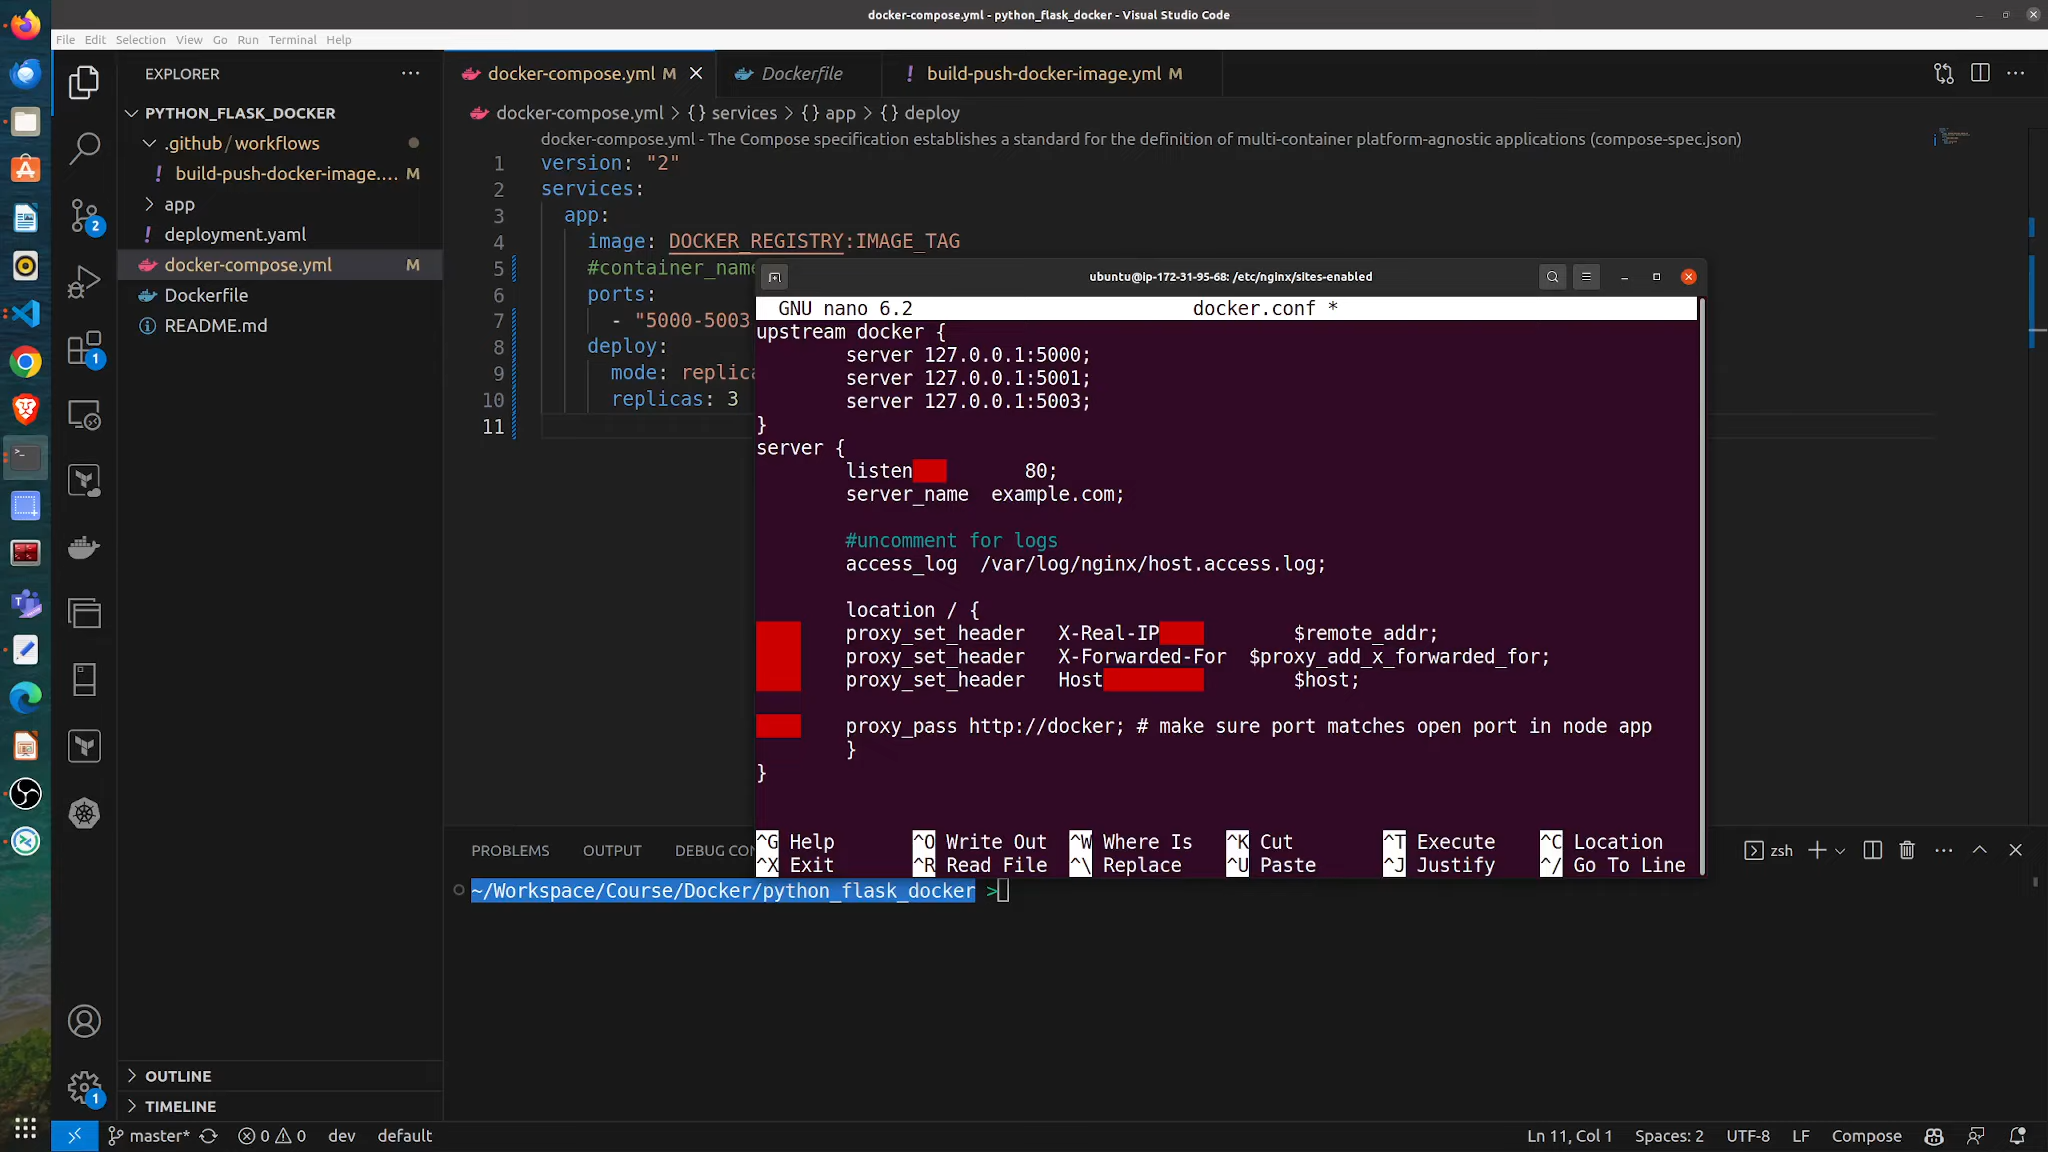 docker-compose.yml - python_flask_docker - Visual Studio Code
File Edit Selection View Go Run Terminal Help
EXPLORER
PYTHON_FLASK_DOCKER
.github / workflows
build-push-docker-image.... M
app
deployment.yaml
docker-compose.yml M
Dockerfile
README.md
OUTLINE
TIMELINE
2
1
1
docker-compose.yml M
Dockerfile
build-push-docker-image.yml M
docker-compose.yml > {} services > {} app > {} deploy
docker-compose.yml - The Compose specification establishes a standard for the definition of multi-container platform-agnostic applications (compose-spec.json)
1 version: "2"
2 services:
3 app:
4 image: DOCKER_REGISTRY:IMAGE_TAG
5 #container_name
6 ports:
7 - "5000-5003
8 deploy:
9 mode: replica
10 replicas: 3
11
ubuntu@ip-172-31-95-68: /etc/nginx/sites-enabled
GNU nano 6.2 docker.conf *
upstream docker {
server 127.0.0.1:5000;
server 127.0.0.1:5001;
server 127.0.0.1:5003;
}
server {
listen 80;
server_name example.com;
#uncomment for logs
access_log /var/log/nginx/host.access.log;
location / {
proxy_set_header X-Real-IP $remote_addr;
proxy_set_header X-Forwarded-For $proxy_add_x_forwarded_for;
proxy_set_header Host $host;
proxy_pass http://docker; # make sure port matches open port in node app
}
}
^G Help ^O Write Out ^W Where Is ^K Cut ^T Execute ^C Location
^X Exit ^R Read File ^\ Replace ^U Paste ^J Justify ^/ Go To Line
PROBLEMS OUTPUT DEBUG CON
zsh
~/Workspace/Course/Docker/python_flask_docker >
master* 0 0 dev default
Ln 11, Col 1 Spaces: 2 UTF-8 LF Compose